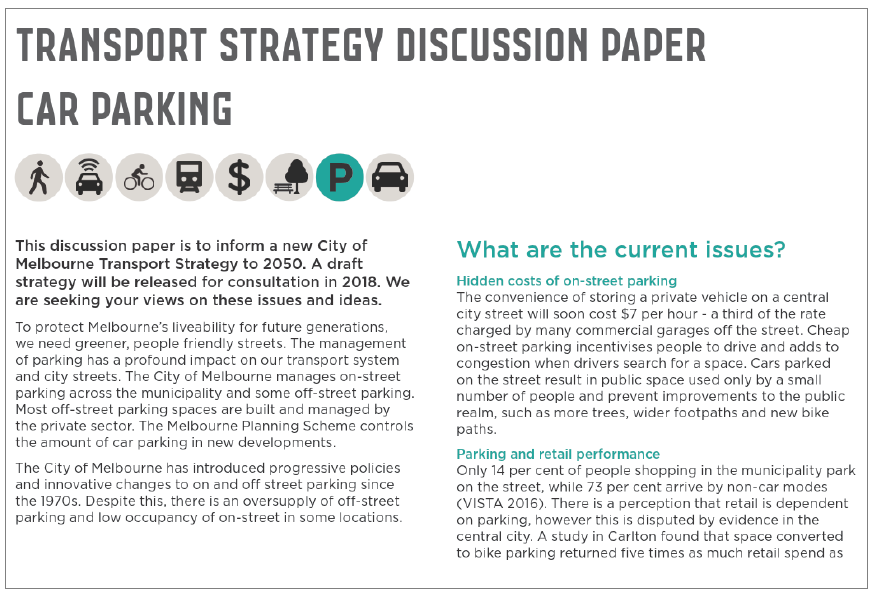 TRANSPORT STRATEGY DISCUSSION PAPER
CAR PARKING
$
P
This discussion paper is to inform a new City of
Melbourne Transport Strategy to 2050. A draft
strategy will be released for consultation in 2018. We
are seeking your views on these issues and ideas.
To protect Melbourne's liveability for future generations,
we need greener, people friendly streets. The management
of parking has a profound impact on our transport system
and city streets. The City of Melbourne manages on-street
parking across the municipality and some off-street parking.
Most off-street parking spaces are built and managed by
the private sector. The Melbourne Planning Scheme controls
the amount of car parking in new developments.
The City of Melbourne has introduced progressive policies
and innovative changes to on and off street parking since
the 1970s. Despite this, there is an oversupply of off-street
parking and low occupancy of on-street in some locations.
What are the current issues?
Hidden costs of on-street parking
The convenience of storing a private vehicle on a central
city street will soon cost $7 per hour - a third of the rate
charged by many commercial garages off the street. Cheap
on-street parking incentivises people to drive and adds to
congestion when drivers search for a space. Cars parked
on the street result in public space used only by a small
number of people and prevent improvements to the public
realm, such as more trees, wider footpaths and new bike
paths.
Parking and retail performance
Only 14 per cent of people shopping in the municipality park
on the street, while 73 per cent arrive by non-car modes
(VISTA 2016). There is a perception that retail is dependent
on parking, however this is disputed by evidence in the
central city. A study in Carlton found that space converted
to bike parking returned five times as much retail spend as